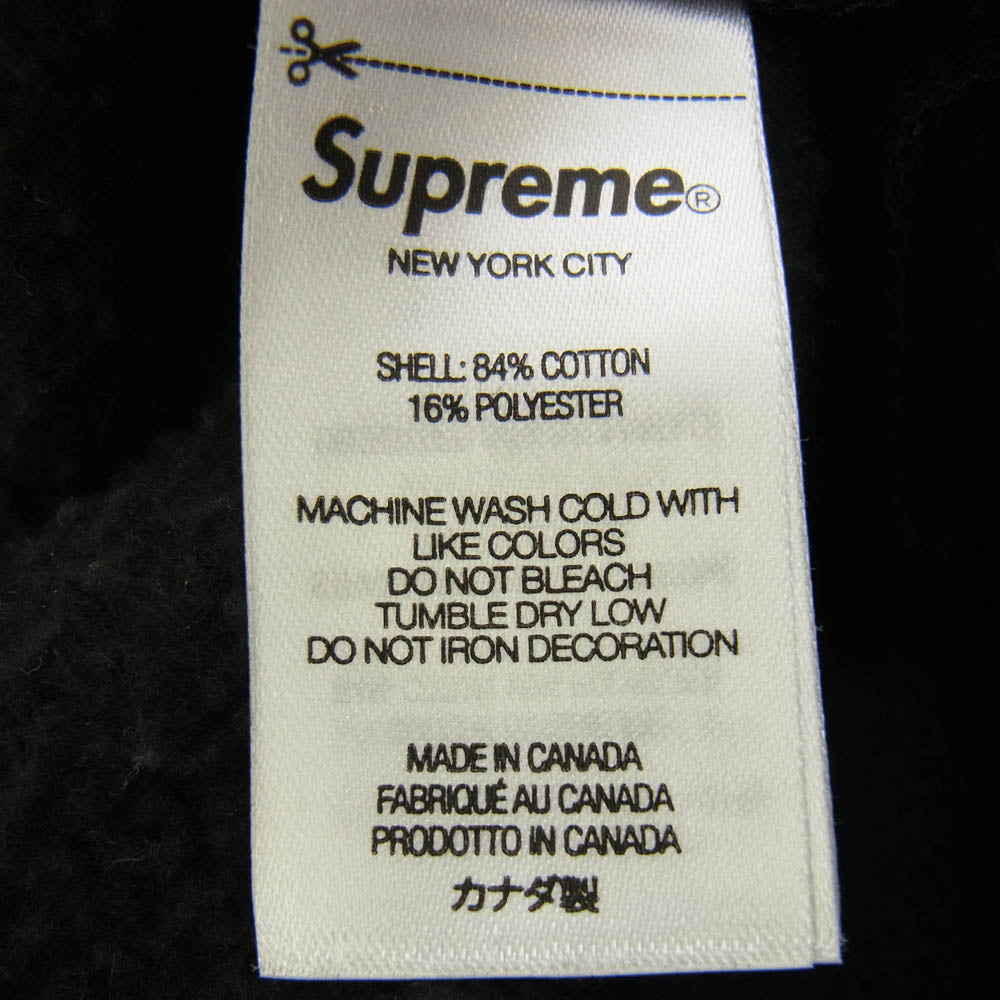 Supreme®
NEW YORK CITY
SHELL: 84% COTTON
16% POLYESTER
MACHINE WASH COLD WITH
LIKE COLORS
DO NOT BLEACH
TUMBLE DRY LOW
DO NOT IRON DECORATION
MADE IN CANADA
FABRIQUÉ AU CANADA
PRODOTTO IN CANADA
カナダ製